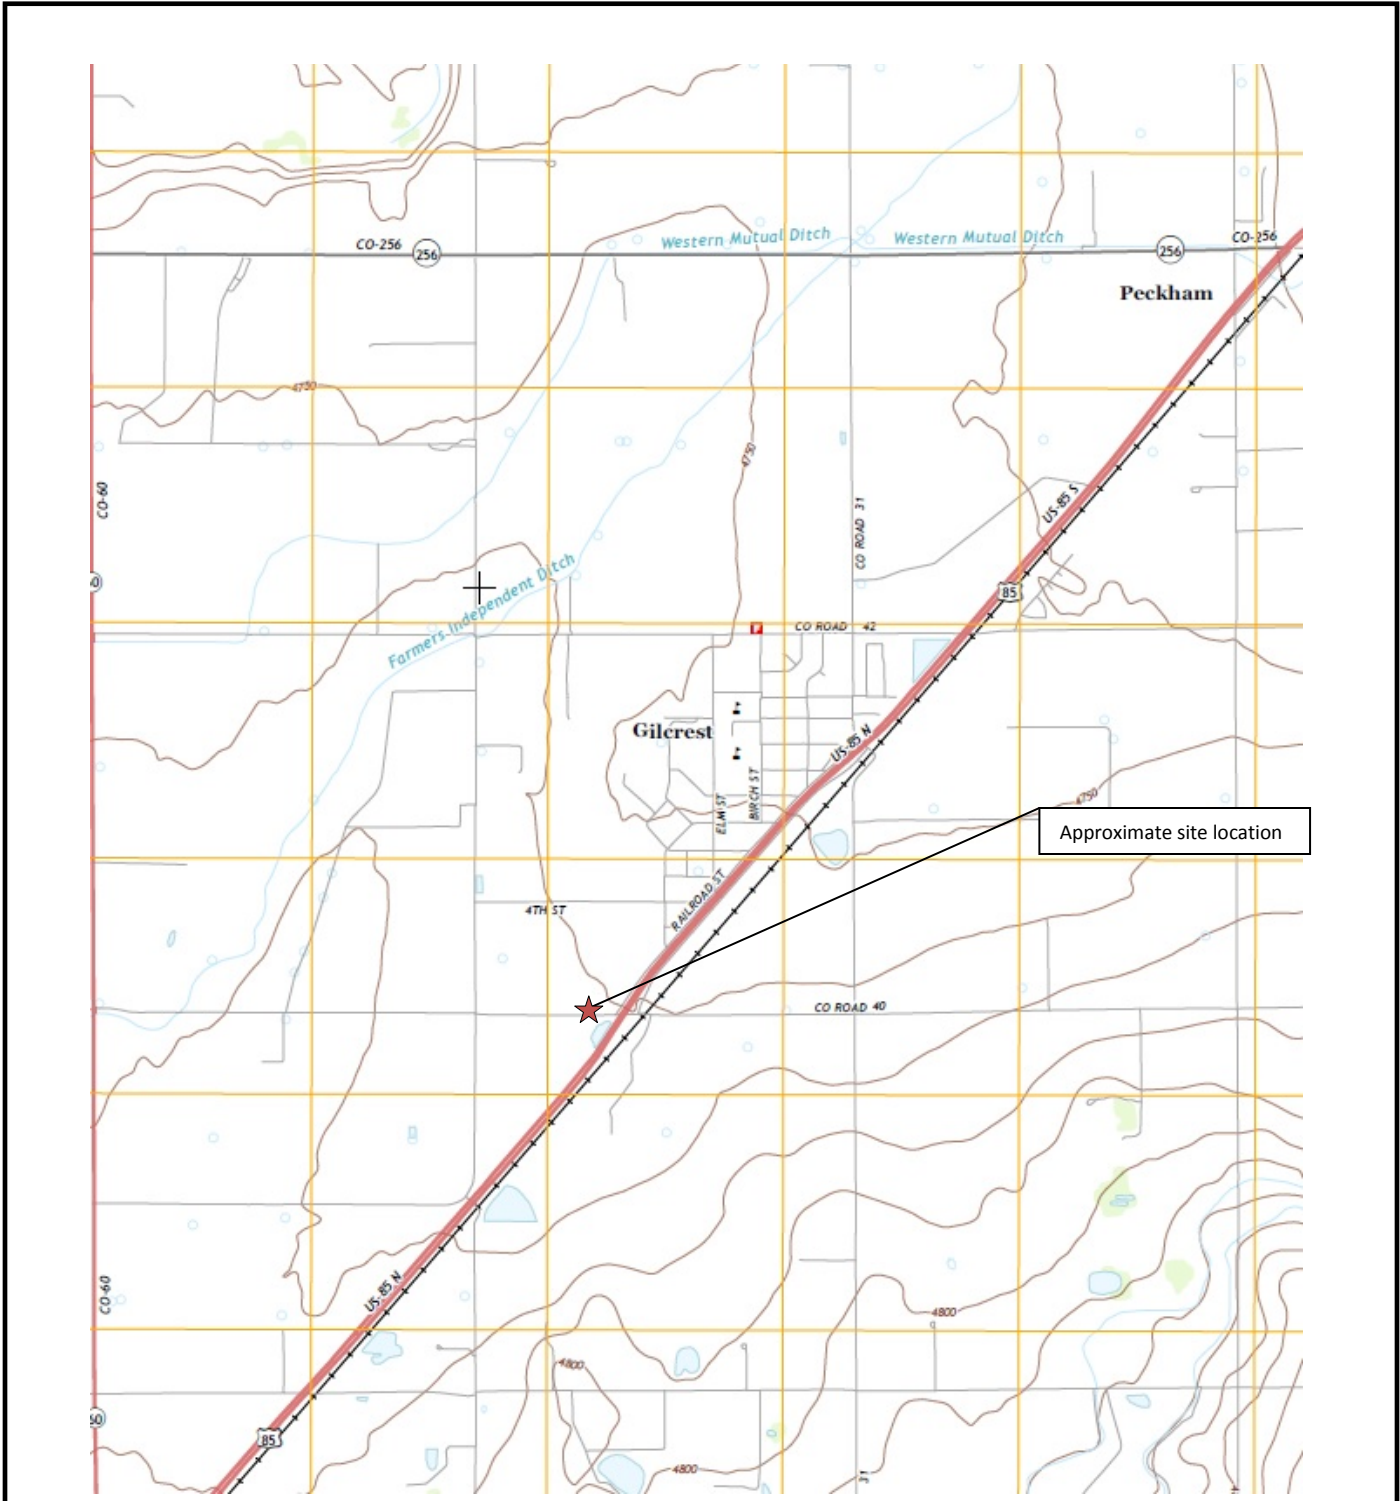 CO-256
256
Western Mutual Ditch
Western Mutual Ditch
256
CO-256
Peckham
4750
4750
CO-60
CO ROAD 31
US-85 S
Farmers Independent Ditch
85
CO ROAD 42
Gilcrest
US-85 N
ELM ST
BIRCH ST
4750
Approximate site location
RAILROAD ST
4TH ST
CO ROAD 40
CO-60
US-85 N
4800
4800
60
85
4800
31